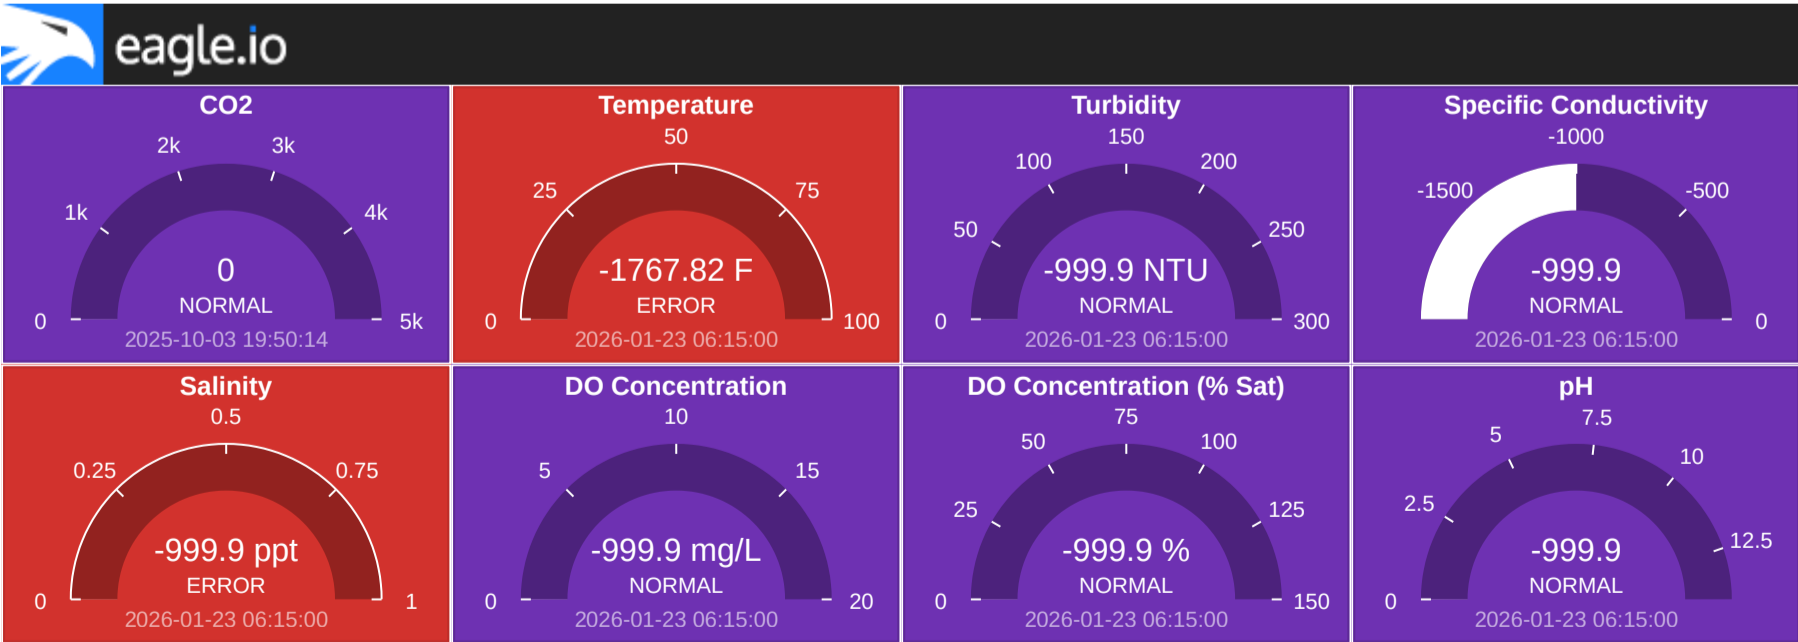 eagle.io
CO2
2k 3k
1k 4k
0
NORMAL
0 5k
2025-10-03 19:50:14
Temperature
50
25 75
-1767.82 F
ERROR
0 100
2026-01-23 06:15:00
Turbidity
150
100 200
50 250
-999.9 NTU
NORMAL
0 300
2026-01-23 06:15:00
Specific Conductivity
-1000
-1500 -500
-999.9
NORMAL
0
2026-01-23 06:15:00
Salinity
0.5
0.25 0.75
-999.9 ppt
ERROR
0 1
2026-01-23 06:15:00
DO Concentration
10
5 15
-999.9 mg/L
NORMAL
0 20
2026-01-23 06:15:00
DO Concentration (% Sat)
75
50 100
25 125
-999.9 %
NORMAL
0 150
2026-01-23 06:15:00
pH
7.5
5 10
2.5 12.5
-999.9
NORMAL
0
2026-01-23 06:15:00